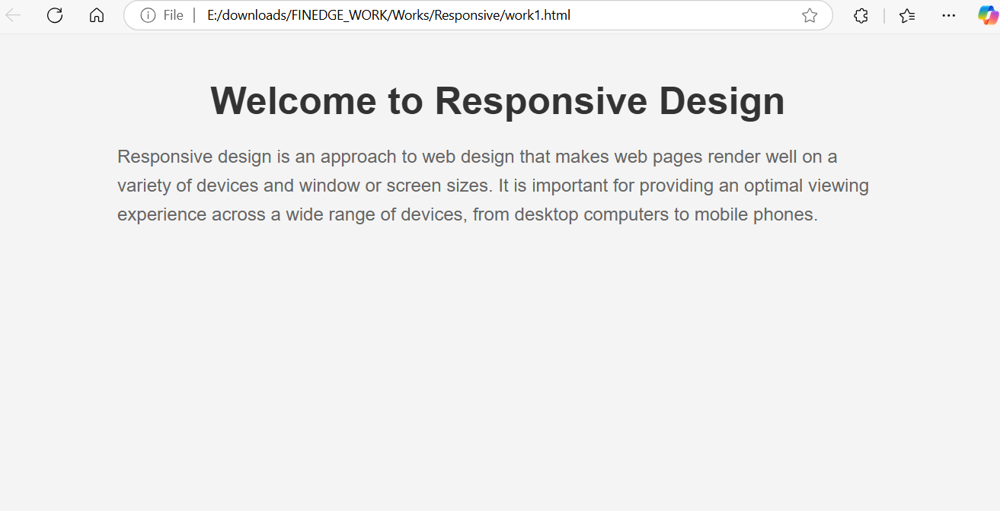 File
E:/downloads/FINEDGE_WORK/Works/Responsive/work1.html
Welcome to Responsive Design
Responsive design is an approach to web design that makes web pages render well on a
variety of devices and window or screen sizes. It is important for providing an optimal viewing
experience across a wide range of devices, from desktop computers to mobile phones.